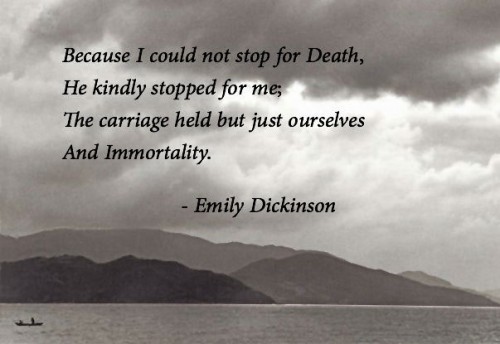 Because I could not stop for Death,
He kindly stopped for me;
The carriage held but just ourselves
And Immortality.
- Emily Dickinson